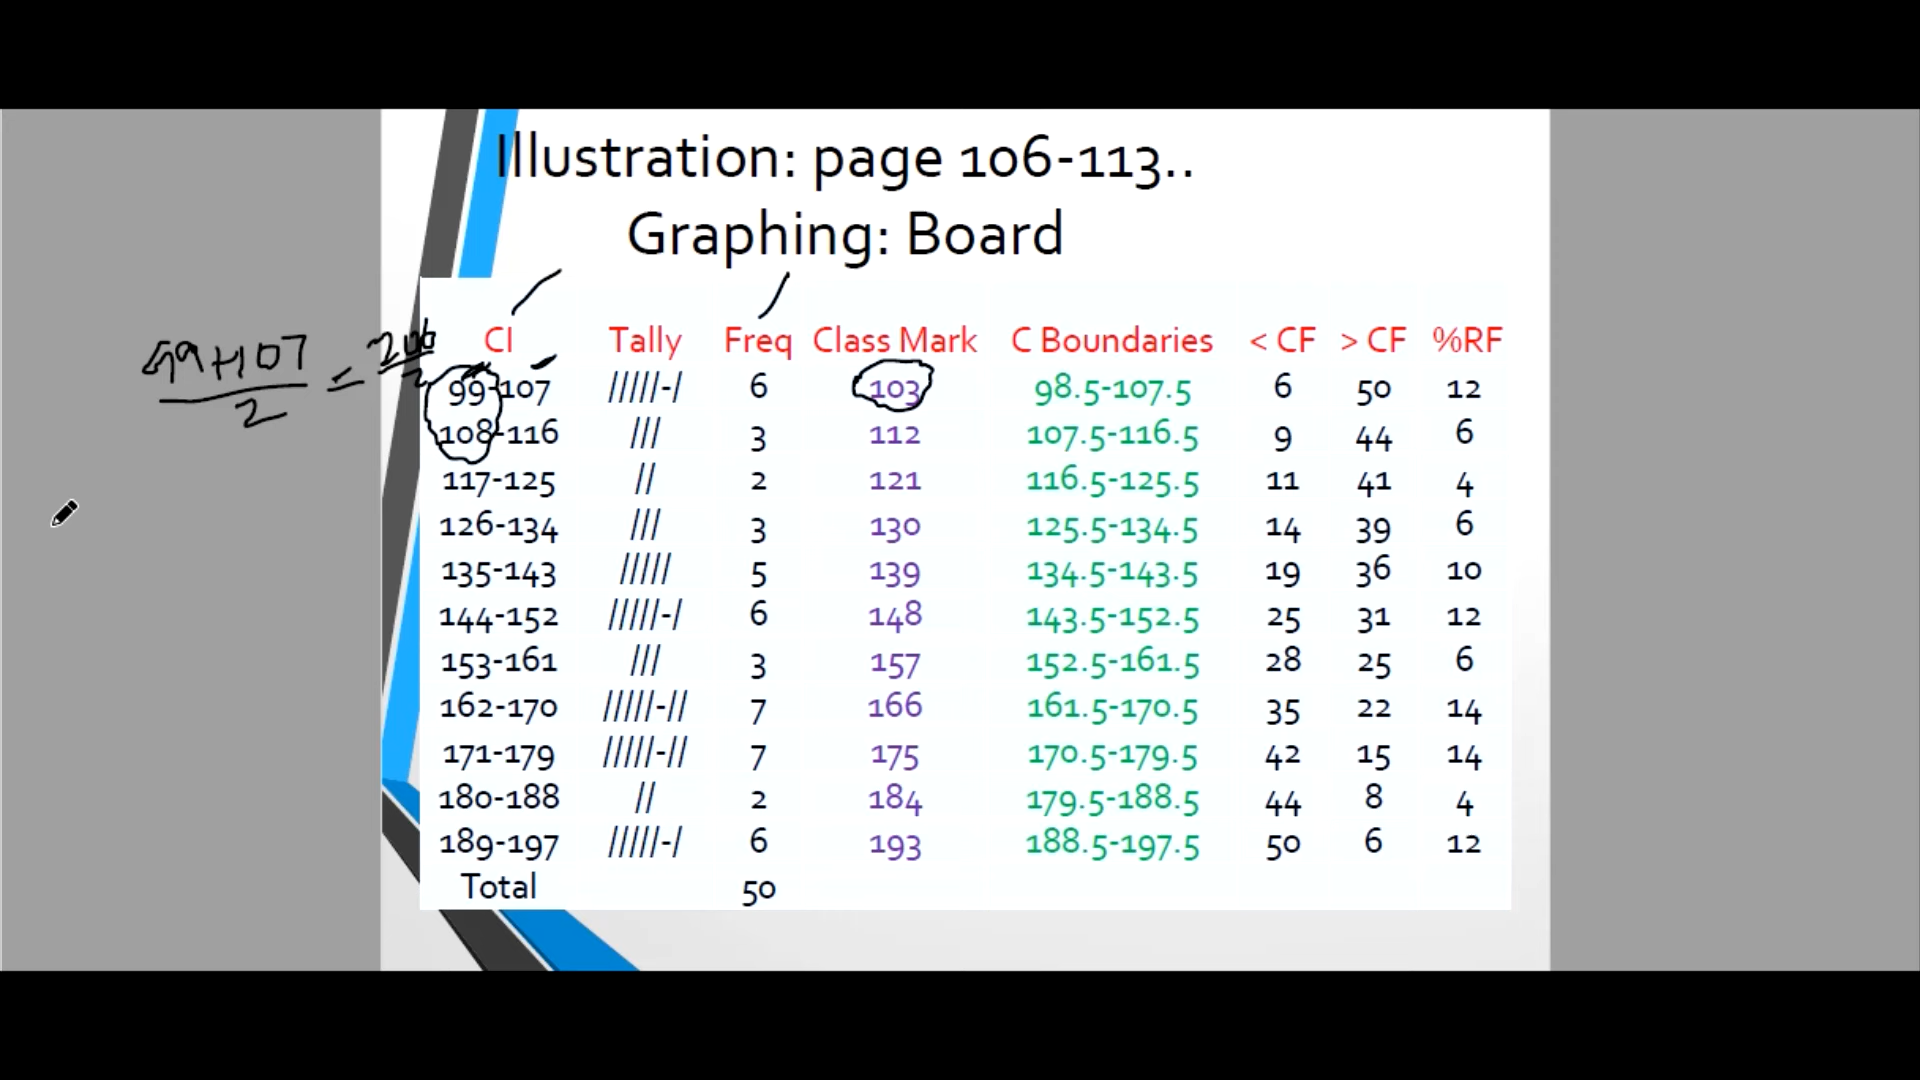 Illustration: page 106-113..
Graphing: Board
CI Tally Freq Class Mark C Boundaries < CF > CF %RF
99+107 / 2 = 206 / 2
99-107 /////-/ 6 103 98.5-107.5 6 50 12
108-116 /// 3 112 107.5-116.5 9 44 6
117-125 // 2 121 116.5-125.5 11 41 4
126-134 /// 3 130 125.5-134.5 14 39 6
135-143 ///// 5 139 134.5-143.5 19 36 10
144-152 /////-/ 6 148 143.5-152.5 25 31 12
153-161 /// 3 157 152.5-161.5 28 25 6
162-170 /////-// 7 166 161.5-170.5 35 22 14
171-179 /////-// 7 175 170.5-179.5 42 15 14
180-188 // 2 184 179.5-188.5 44 8 4
189-197 /////-/ 6 193 188.5-197.5 50 6 12
Total 50